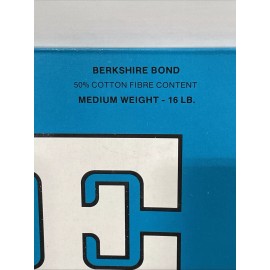 BERKSHIRE BOND
50% COTTON FIBRE CONTENT
MEDIUM WEIGHT - 16 LB.
E